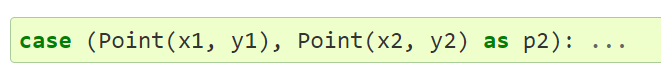 case (Point(x1, y1), Point(x2, y2) as p2): ...